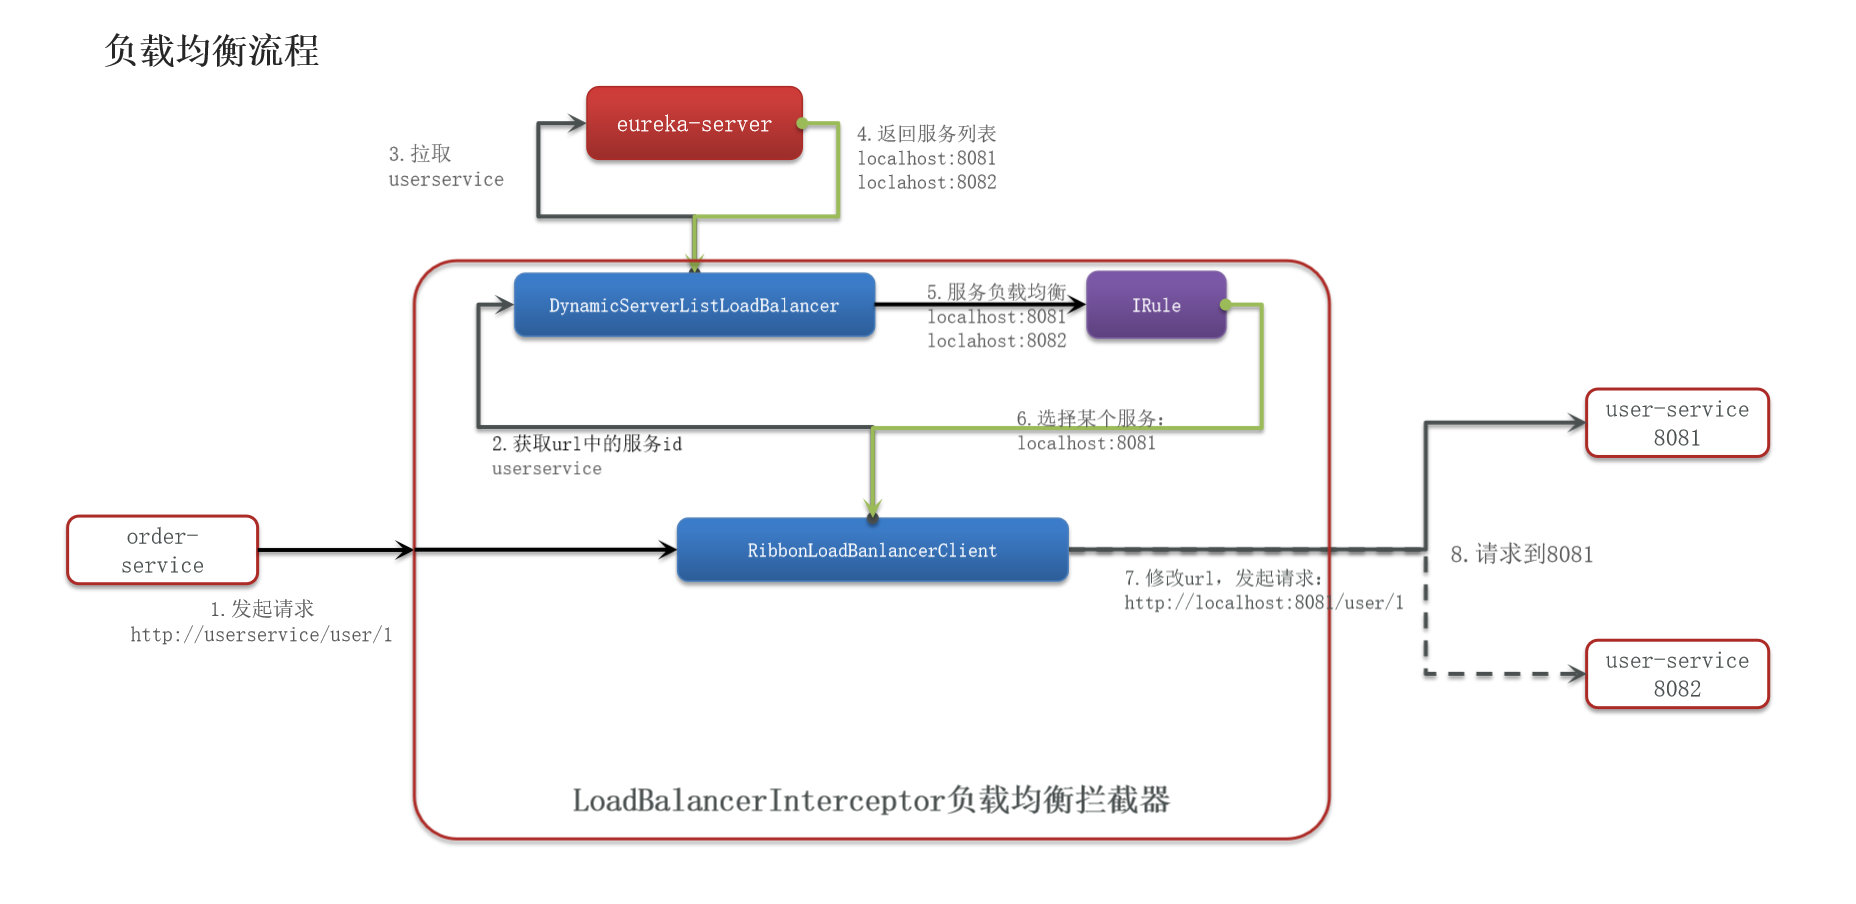 负载均衡流程
eureka-server
3.拉取
userservice
4.返回服务列表
localhost:8081
loclahost:8082
DynamicServerListLoadBalancer
5.服务负载均衡
localhost:8081
loclahost:8082
IRule
2.获取url中的服务id
userservice
6.选择某个服务：
localhost:8081
user-service
8081
order-
service
1.发起请求
http://userservice/user/1
RibbonLoadBanlancerClient
7.修改url，发起请求：
http://localhost:8081/user/1
8.请求到8081
user-service
8082
LoadBalancerInterceptor负载均衡拦截器